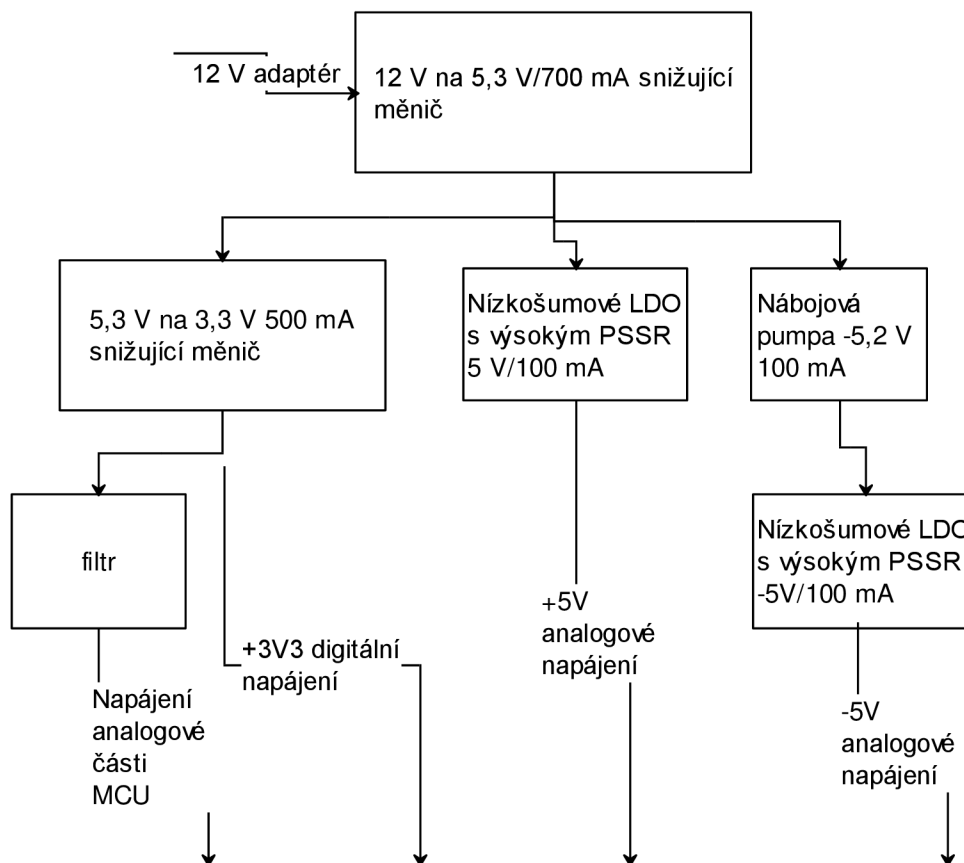 12 V adaptér
12 V na 5,3 V/700 mA snižující
měnič
5,3 V na 3,3 V 500 mA
snižující měnič
Nízkošumové LDO
s výsokým PSSR
5 V/100 mA
Nábojová
pumpa -5,2 V
100 mA
filtr
Nízkošumové LDO
s výsokým PSSR
-5V/100 mA
+3V3 digitální
napájení
+5V
analogové
napájení
Napájení
analogové
části
MCU
-5V
analogové
napájení